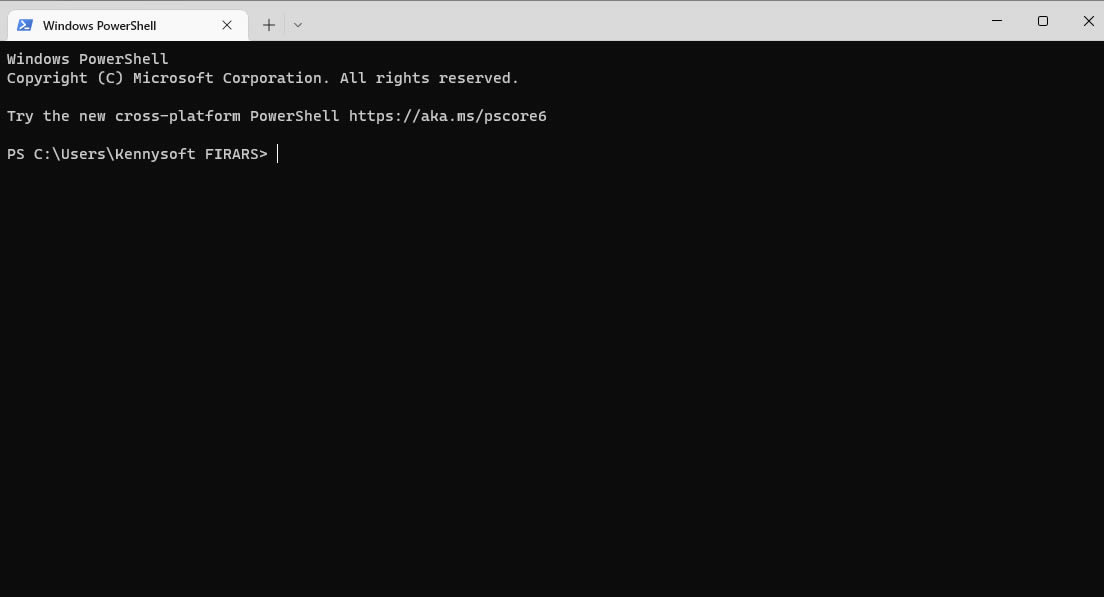 Windows PowerShell
Windows PowerShell
Copyright (C) Microsoft Corporation. All rights reserved.
Try the new cross-platform PowerShell https://aka.ms/pscore6
PS C:\Users\Kennysoft FIRARS>